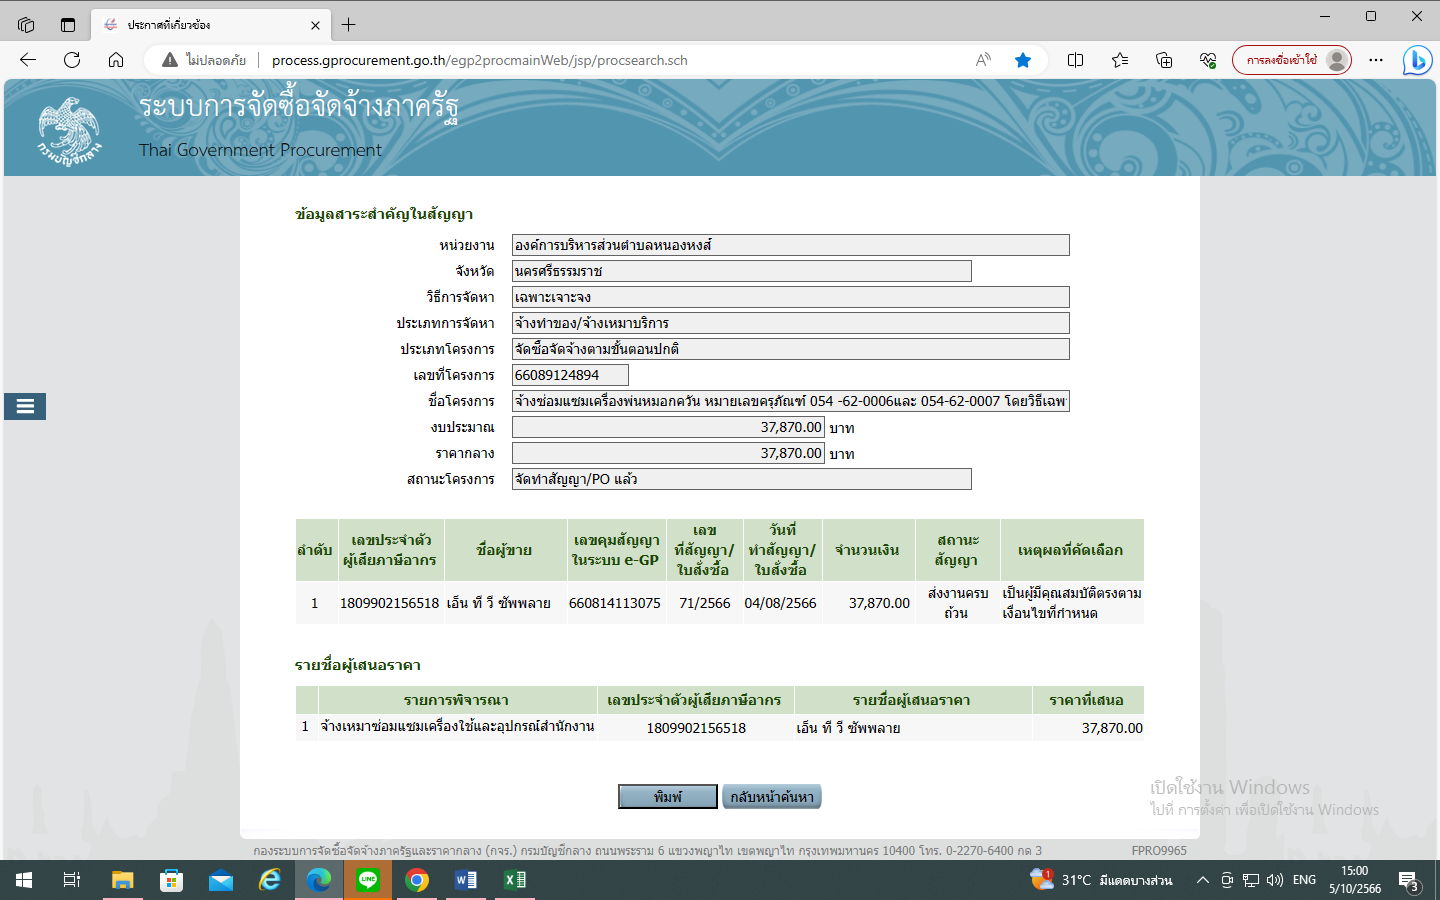 ประกาศที่เกี่ยวข้อง
ไม่ปลอดภัย
process.gprocurement.go.th/egp2procmainWeb/jsp/procsearch.sch
การลงชื่อเข้าใช้
ระบบการจัดซื้อจัดจ้างภาครัฐ
Thai Government Procurement
กรมบัญชีกลาง
ข้อมูลสาระสำคัญในสัญญา
หน่วยงาน องค์การบริหารส่วนตำบลหนองหงส์
จังหวัด นครศรีธรรมราช
วิธีการจัดหา เฉพาะเจาะจง
ประเภทการจัดหา จ้างทำของ/จ้างเหมาบริการ
ประเภทโครงการ จัดซื้อจัดจ้างตามขั้นตอนปกติ
เลขที่โครงการ 66089124894
ชื่อโครงการ จ้างซ่อมแซมเครื่องพ่นหมอกควัน หมายเลขครุภัณฑ์ 054 -62-0006และ 054-62-0007 โดยวิธีเฉพ
งบประมาณ 37,870.00 บาท
ราคากลาง 37,870.00 บาท
สถานะโครงการ จัดทำสัญญา/PO แล้ว
ลำดับ เลขประจำตัวผู้เสียภาษีอากร ชื่อผู้ขาย เลขคุมสัญญาในระบบ e-GP เลขที่สัญญา/ใบสั่งซื้อ วันที่ทำสัญญา/ใบสั่งซื้อ จำนวนเงิน สถานะสัญญา เหตุผลที่คัดเลือก
1 1809902156518 เอ็น ที วี ซัพพลาย 660814113075 71/2566 04/08/2566 37,870.00 ส่งงานครบถ้วน เป็นผู้มีคุณสมบัติตรงตามเงื่อนไขที่กำหนด
รายชื่อผู้เสนอราคา
รายการพิจารณา เลขประจำตัวผู้เสียภาษีอากร รายชื่อผู้เสนอราคา ราคาที่เสนอ
1 จ้างเหมาซ่อมแซมเครื่องใช้และอุปกรณ์สำนักงาน 1809902156518 เอ็น ที วี ซัพพลาย 37,870.00
พิมพ์ กลับหน้าค้นหา
เปิดใช้งาน Windows
ไปที่ การตั้งค่า เพื่อเปิดใช้งาน Windows
กองระบบการจัดซื้อจัดจ้างภาครัฐและราคากลาง (กจร.) กรมบัญชีกลาง ถนนพระราม 6 แขวงพญาไท เขตพญาไท กรุงเทพมหานคร 10400 โทร. 0-2270-6400 กด 3 FPRO9965
1 31°C มีแดดบางส่วน ENG 15:00
5/10/2566 3